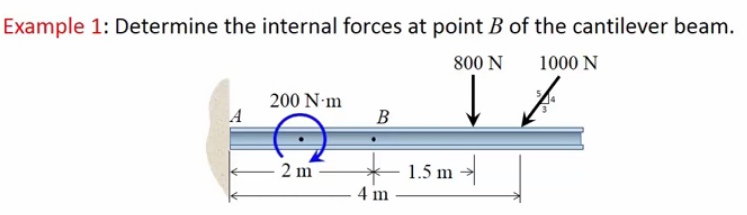 Example 1: Determine the internal forces at point B of the cantilever beam.
800 N 1000 N
200 N·m
5 4
3
A B
2 m 1.5 m
4 m